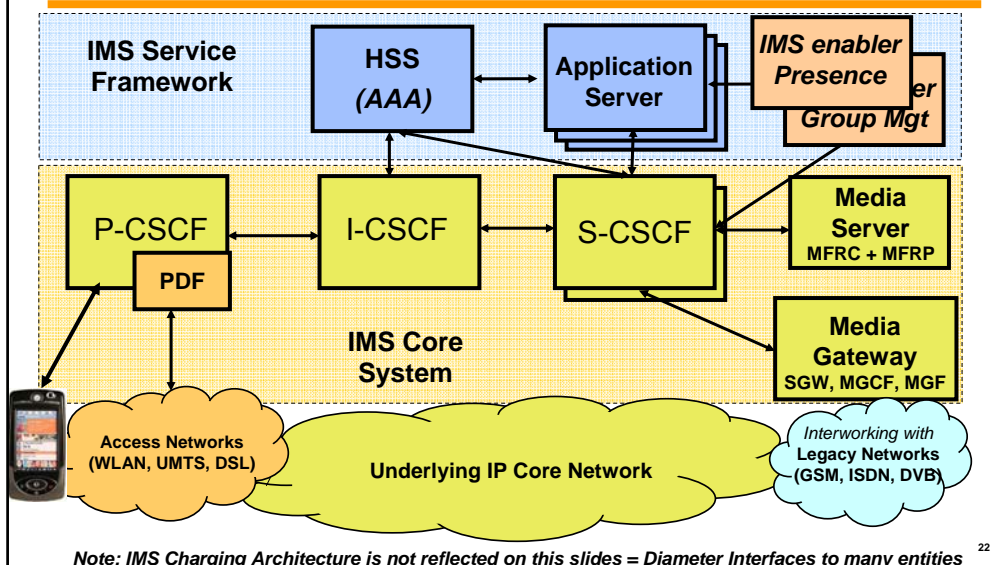 IMS Service
Framework
HSS
(AAA)
Application
Server
IMS enabler
Presence
er
Group Mgt
P-CSCF
PDF
I-CSCF
S-CSCF
Media
Server
MFRC + MFRP
IMS Core
System
Media
Gateway
SGW, MGCF, MGF
Access Networks
(WLAN, UMTS, DSL)
Underlying IP Core Network
Interworking with
Legacy Networks
(GSM, ISDN, DVB)
Note: IMS Charging Architecture is not reflected on this slides = Diameter Interfaces to many entities
22